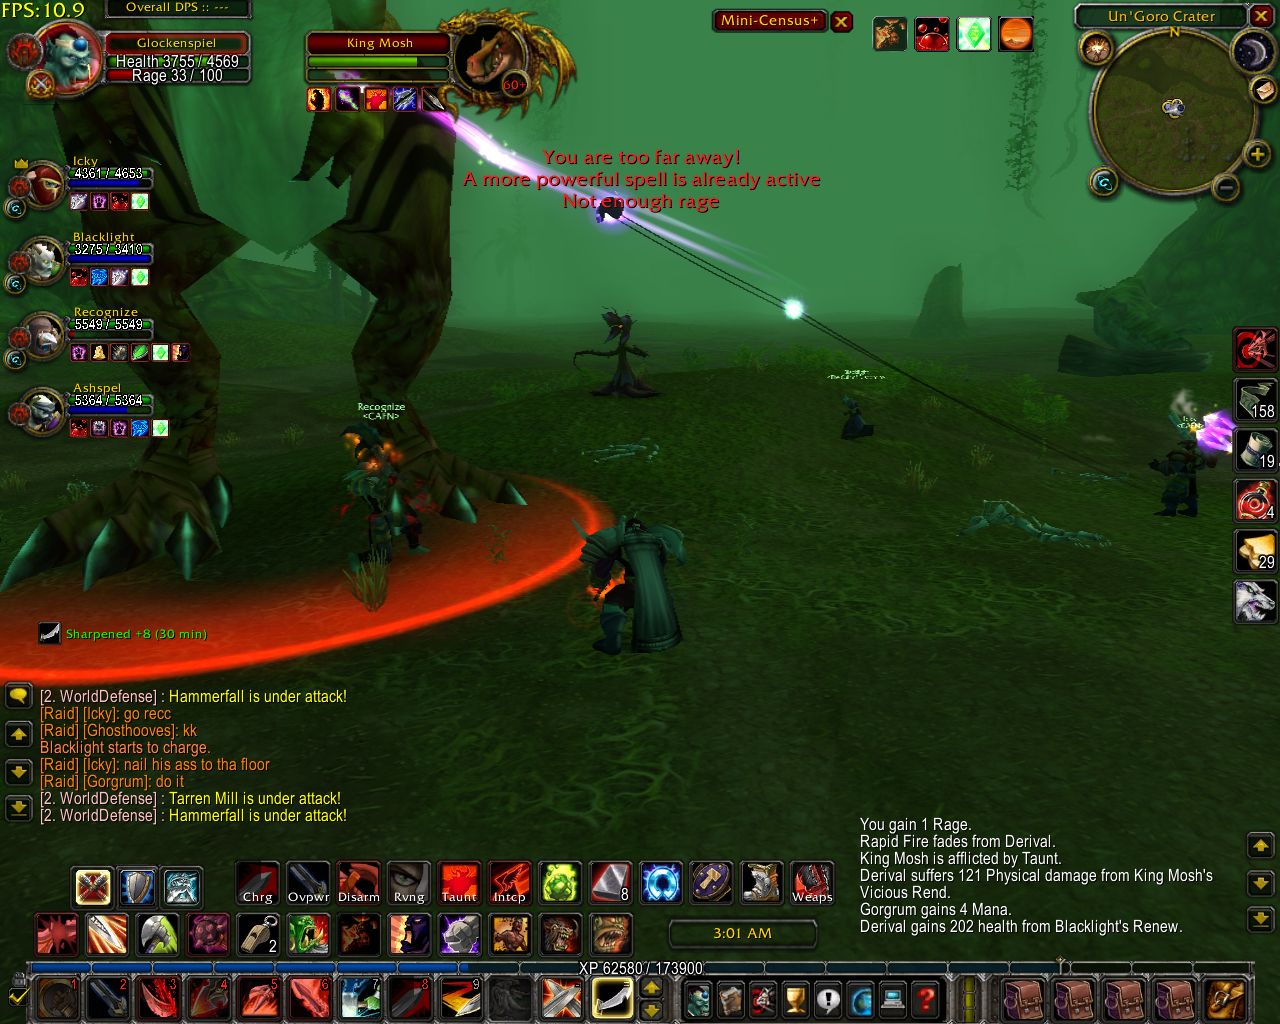 FPS:10.9
Overall DPS :: ---
Glockenspiel
Health 3755 / 4569
Rage 33 / 100
King Mosh
60+
Mini-Census+
Un'Goro Crater
N
Icky
4361 / 4653
Blacklight
3275 / 3410
Recognize
5549 / 5549
Ashspel
5364 / 5364
You are too far away!
A more powerful spell is already active
Not enough rage
Recognize
<CAFN>
158
19
4
29
Sharpened +8 (30 min)
[2. WorldDefense] : Hammerfall is under attack!
[Raid] [Icky]: go recc
[Raid] [Ghosthooves]: kk
Blacklight starts to charge.
[Raid] [Icky]: nail his ass to tha floor
[Raid] [Gorgrum]: do it
[2. WorldDefense] : Tarren Mill is under attack!
[2. WorldDefense] : Hammerfall is under attack!
You gain 1 Rage.
Rapid Fire fades from Derival.
King Mosh is afflicted by Taunt.
Derival suffers 121 Physical damage from King Mosh's
Vicious Rend.
Gorgrum gains 4 Mana.
Derival gains 202 health from Blacklight's Renew.
Chrg Ovpwr Disarm Rvng Taunt Intcp 8 Weaps
2
3:01 AM
XP 62580 / 173900
1 2 3 4 5 6 7 8 9